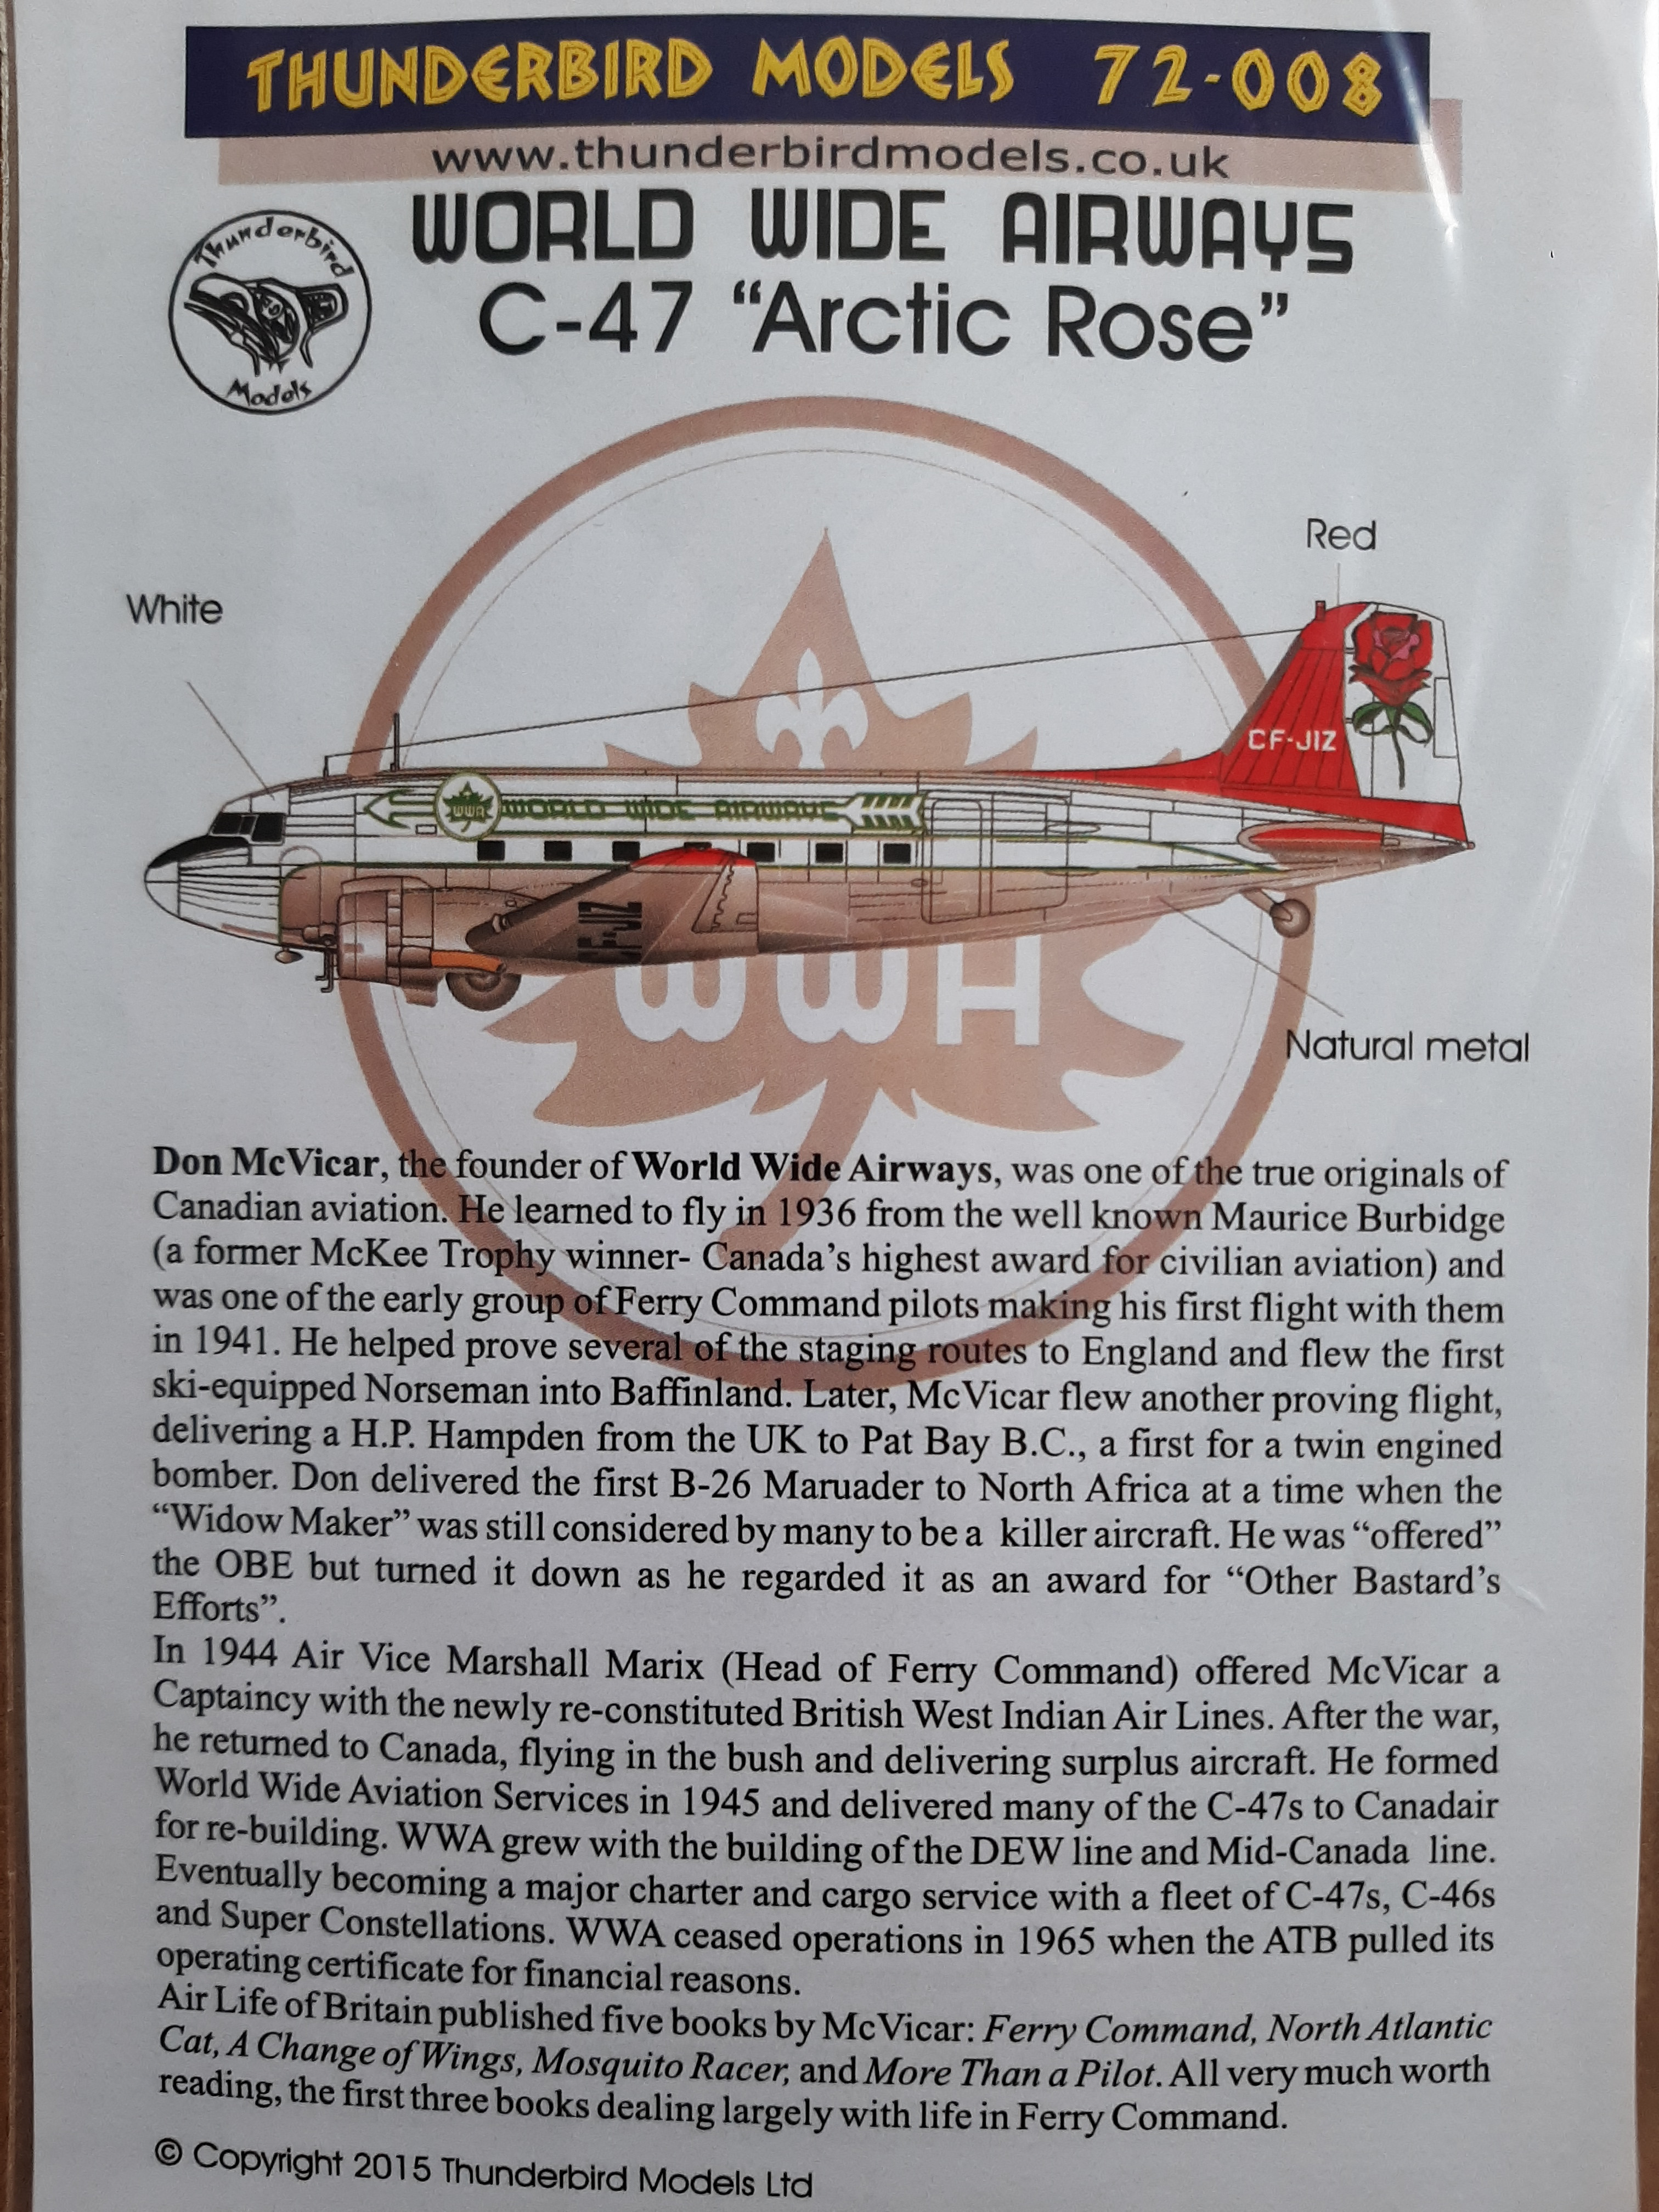 THUNDERBIRD MODELS 72-008
www.thunderbirdmodels.co.uk
WORLD WIDE AIRWAYS
C-47 “Arctic Rose”
Thunderbird
Models
Red
White
CF-JIZ
WWA WORLD WIDE AIRWAYS
CF-JIZ
WWA
Natural metal
Don McVicar, the founder of World Wide Airways, was one of the true originals of
Canadian aviation. He learned to fly in 1936 from the well known Maurice Burbidge
(a former McKee Trophy winner- Canada’s highest award for civilian aviation) and
was one of the early group of Ferry Command pilots making his first flight with them
in 1941. He helped prove several of the staging routes to England and flew the first
ski-equipped Norseman into Baffinland. Later, McVicar flew another proving flight,
delivering a H.P. Hampden from the UK to Pat Bay B.C., a first for a twin engined
bomber. Don delivered the first B-26 Maruader to North Africa at a time when the
“Widow Maker” was still considered by many to be a killer aircraft. He was “offered”
the OBE but turned it down as he regarded it as an award for “Other Bastard’s
Efforts”.
In 1944 Air Vice Marshall Marix (Head of Ferry Command) offered McVicar a
Captaincy with the newly re-constituted British West Indian Air Lines. After the war,
he returned to Canada, flying in the bush and delivering surplus aircraft. He formed
World Wide Aviation Services in 1945 and delivered many of the C-47s to Canadair
for re-building. WWA grew with the building of the DEW line and Mid-Canada line.
Eventually becoming a major charter and cargo service with a fleet of C-47s, C-46s
and Super Constellations. WWA ceased operations in 1965 when the ATB pulled its
operating certificate for financial reasons.
Air Life of Britain published five books by McVicar: Ferry Command, North Atlantic
Cat, A Change of Wings, Mosquito Racer, and More Than a Pilot. All very much worth
reading, the first three books dealing largely with life in Ferry Command.
© Copyright 2015 Thunderbird Models Ltd